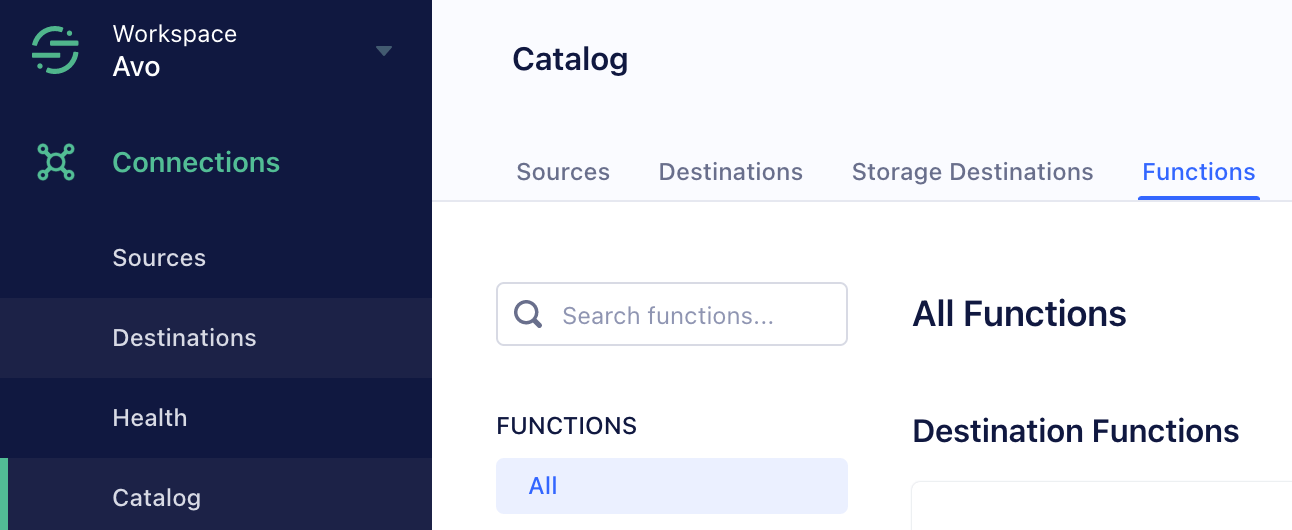 Workspace
Avo
Connections
Sources
Destinations
Health
Catalog
Catalog
Sources Destinations Storage Destinations Functions
Search functions...
FUNCTIONS
All
All Functions
Destination Functions